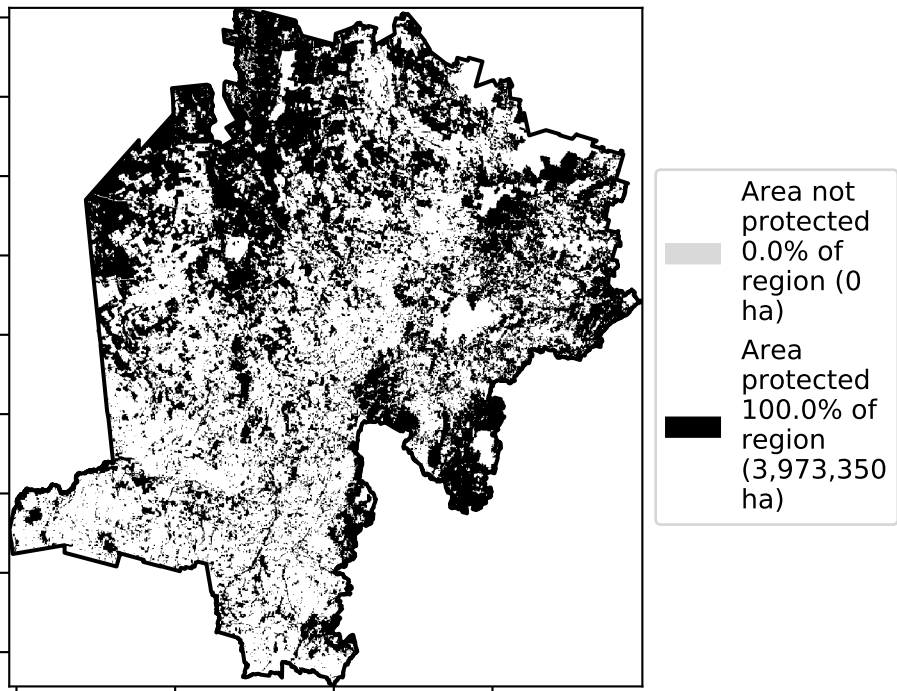 Area not
protected
0.0% of
region (0
ha)
Area
protected
100.0% of
region
(3,973,350
ha)